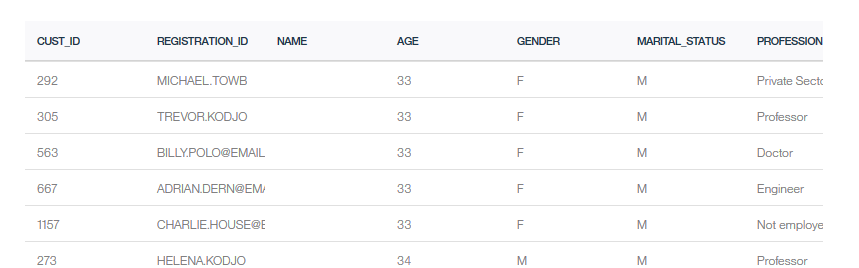 CUST_ID REGISTRATION_ID NAME AGE GENDER MARITAL_STATUS PROFESSION
292 MICHAEL.TOWB 33 F M Private Secto
305 TREVOR.KODJO 33 F M Professor
563 BILLY.POLO@EMAIL 33 F M Doctor
667 ADRIAN.DERN@EMA 33 F M Engineer
1157 CHARLIE.HOUSE@E 33 F M Not employe
273 HELENA.KODJO 34 M M Professor